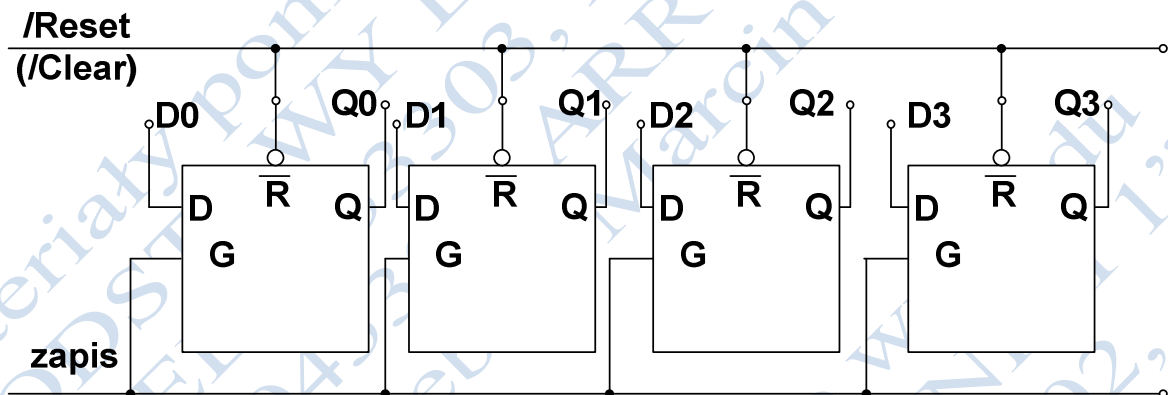 /Reset
(/Clear)
D0 Q0 D1 Q1 D2 Q2 D3 Q3
R R R R
D Q D Q D Q D Q
G G G G
zapis